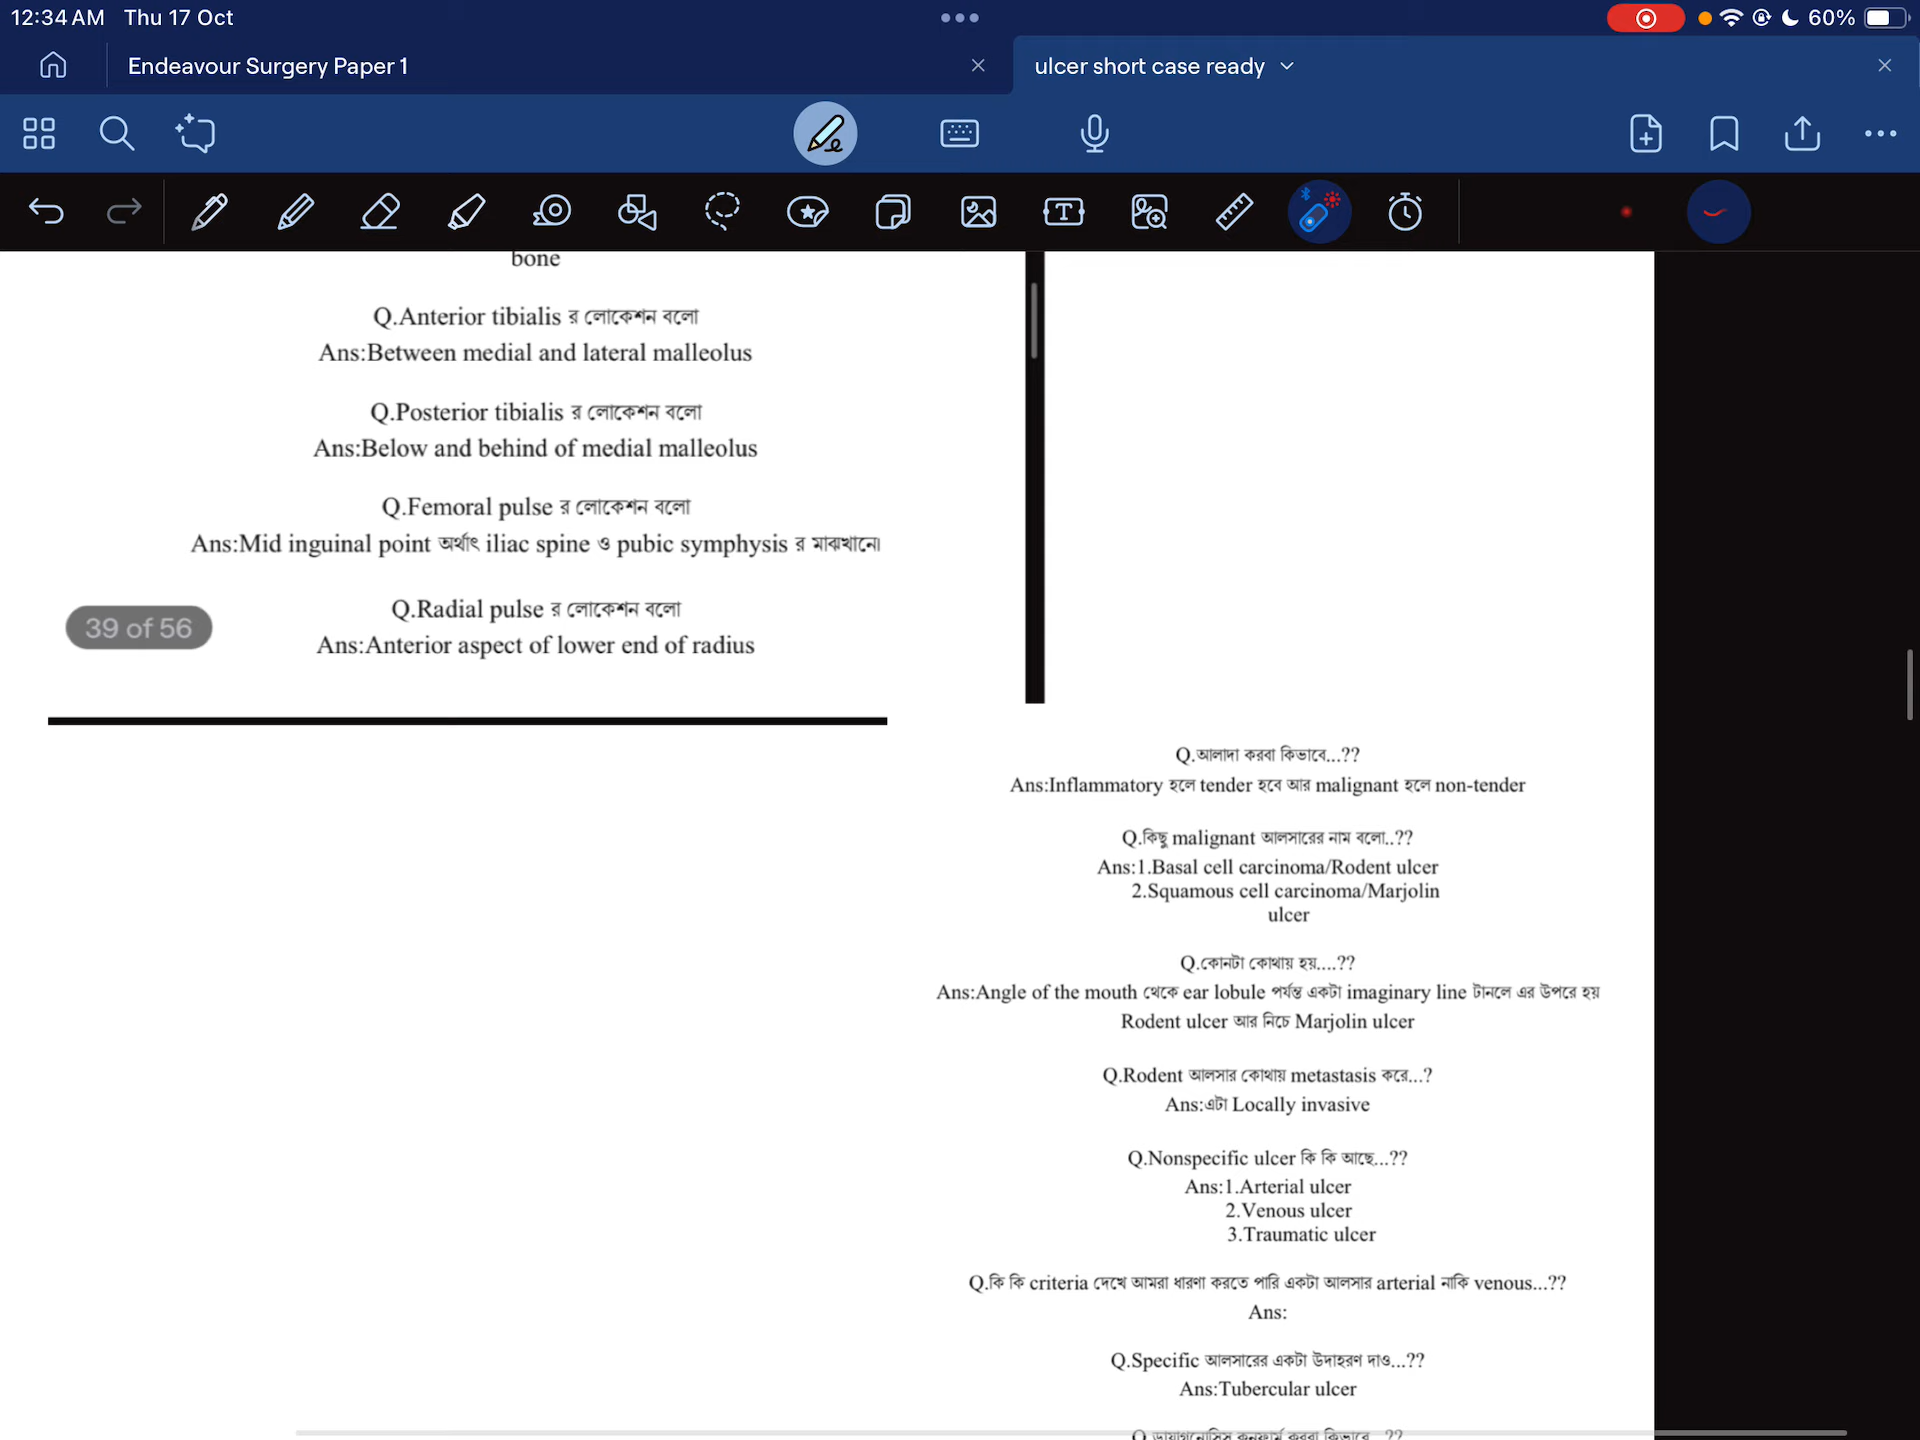 12:34 AM Thu 17 Oct
60%
Endeavour Surgery Paper 1
ulcer short case ready
bone
Q.Anterior tibialis র লোকেশন বলো
Ans:Between medial and lateral malleolus
Q.Posterior tibialis র লোকেশন বলো
Ans:Below and behind of medial malleolus
Q.Femoral pulse র লোকেশন বলো
Ans:Mid inguinal point অর্থাৎ iliac spine ও pubic symphysis র মাঝখানে।
Q.Radial pulse র লোকেশন বলো
Ans:Anterior aspect of lower end of radius
39 of 56
Q.আলাদা করবা কিভাবে...??
Ans:Inflammatory হলে tender হবে আর malignant হলে non-tender
Q.কিছু malignant আলসারের নাম বলো..??
Ans:1.Basal cell carcinoma/Rodent ulcer
2.Squamous cell carcinoma/Marjolin
ulcer
Q.কোনটা কোথায় হয়....??
Ans:Angle of the mouth থেকে ear lobule পর্যন্ত একটা imaginary line টানলে এর উপরে হয়
Rodent ulcer আর নিচে Marjolin ulcer
Q.Rodent আলসার কোথায় metastasis করে...?
Ans:এটা Locally invasive
Q.Nonspecific ulcer কি কি আছে...??
Ans:1.Arterial ulcer
2.Venous ulcer
3.Traumatic ulcer
Q.কি কি criteria দেখে আমরা ধারণা করতে পারি একটা আলসার arterial নাকি venous...??
Ans:
Q.Specific আলসারের একটা উদাহরণ দাও...??
Ans:Tubercular ulcer
Q.ডায়াগনোসিস কনফার্ম করবা কিভাবে...??